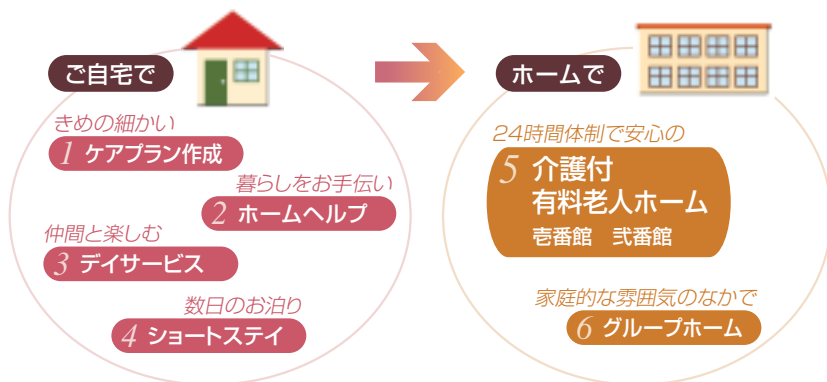 ご自宅で
きめの細かい
1 ケアプラン作成
暮らしをお手伝い
2 ホームヘルプ
仲間と楽しむ
3 デイサービス
数日のお泊り
4 ショートステイ
ホームで
24時間体制で安心の
5 介護付
有料老人ホーム
壱番館 弐番館
家庭的な雰囲気のなかで
6 グループホーム